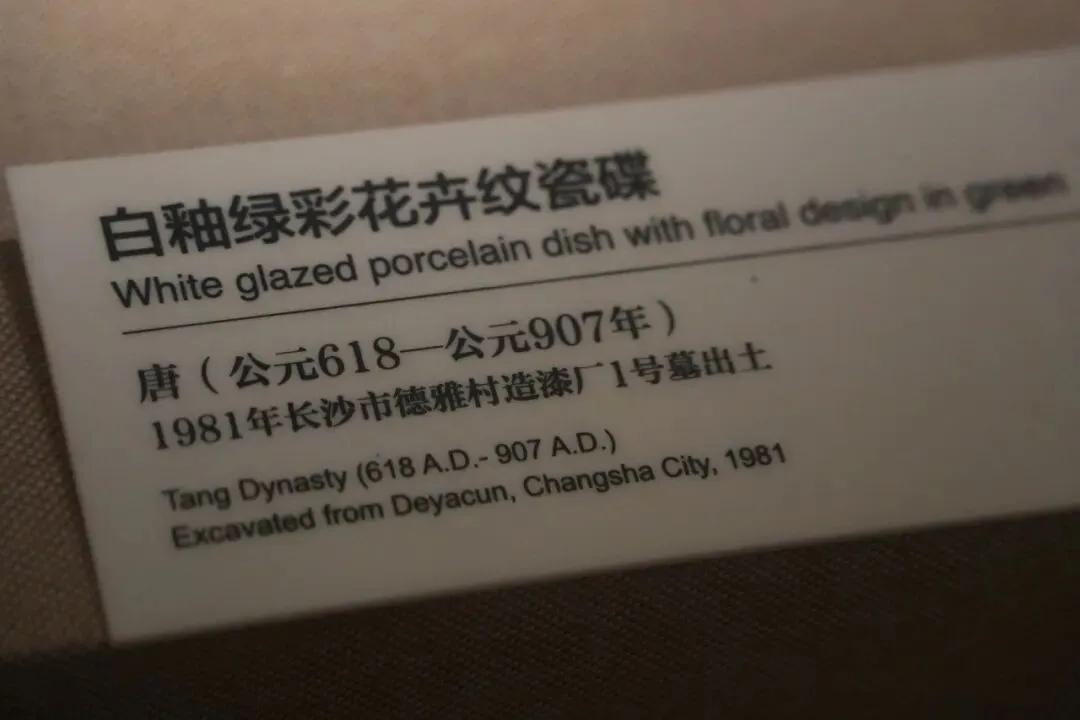 白釉绿彩花卉纹瓷碟
White glazed porcelain dish with floral design in green
唐（公元618—公元907年）
1981年长沙市德雅村造漆厂1号墓出土
Tang Dynasty (618 A.D.- 907 A.D.)
Excavated from Deyacun, Changsha City, 1981